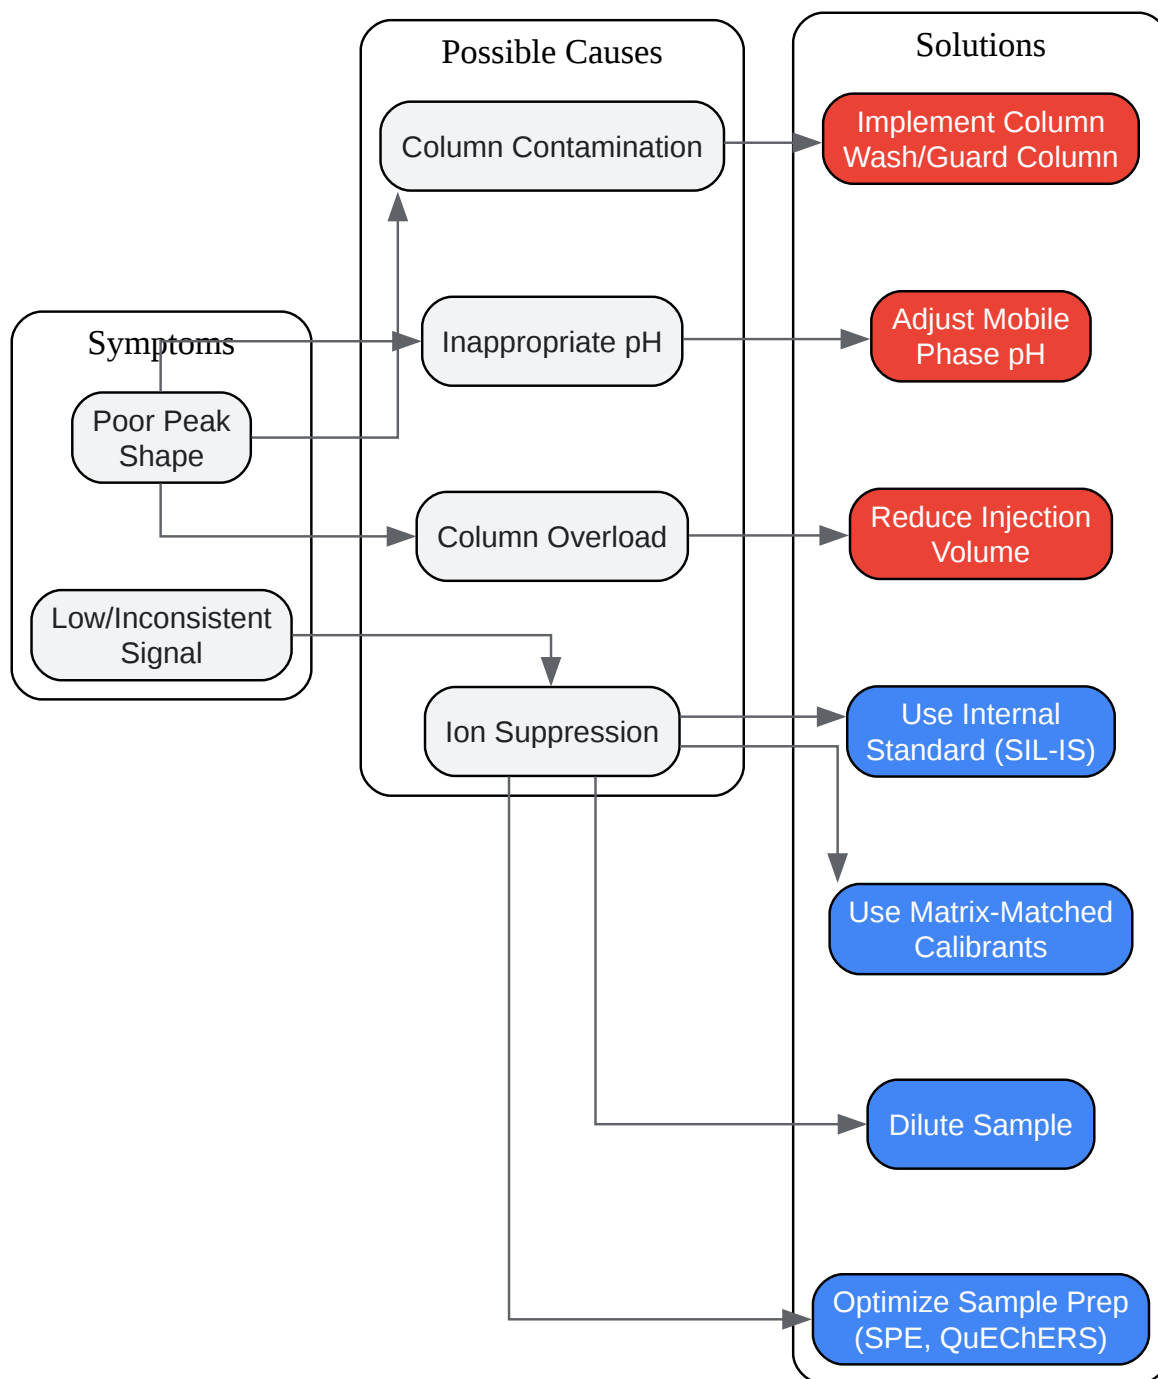 Symptoms
Poor Peak
Shape
Low/Inconsistent
Signal
Possible Causes
Column Contamination
Inappropriate pH
Column Overload
Ion Suppression
Solutions
Implement Column
Wash/Guard Column
Adjust Mobile
Phase pH
Reduce Injection
Volume
Use Internal
Standard (SIL-IS)
Use Matrix-Matched
Calibrants
Dilute Sample
Optimize Sample Prep
(SPE, QuEChERS)